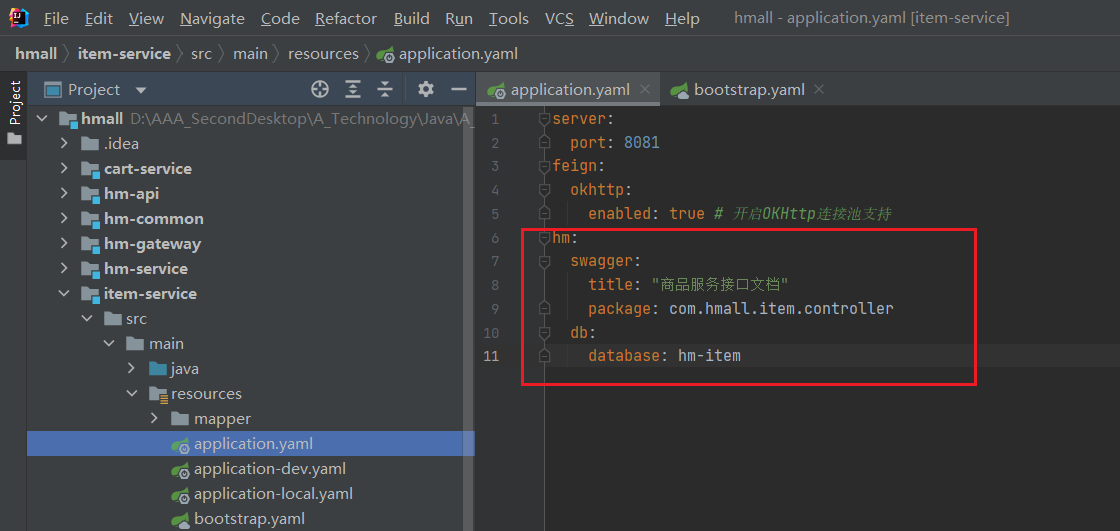 File Edit View Navigate Code Refactor Build Run Tools VCS Window Help hmall - application.yaml [item-service]
hmall item-service src main resources application.yaml
Project
Project
application.yaml
bootstrap.yaml
hmall D:\AAA_SecondDesktop\A_Technology\Java\A_
.idea
cart-service
hm-api
hm-common
hm-gateway
hm-service
item-service
src
main
java
resources
mapper
application.yaml
application-dev.yaml
application-local.yaml
bootstrap.yaml
1 server:
2 port: 8081
3 feign:
4 okhttp:
5 enabled: true # 开启OKHttp连接池支持
6 hm:
7 swagger:
8 title: "商品服务接口文档"
9 package: com.hmall.item.controller
10 db:
11 database: hm-item